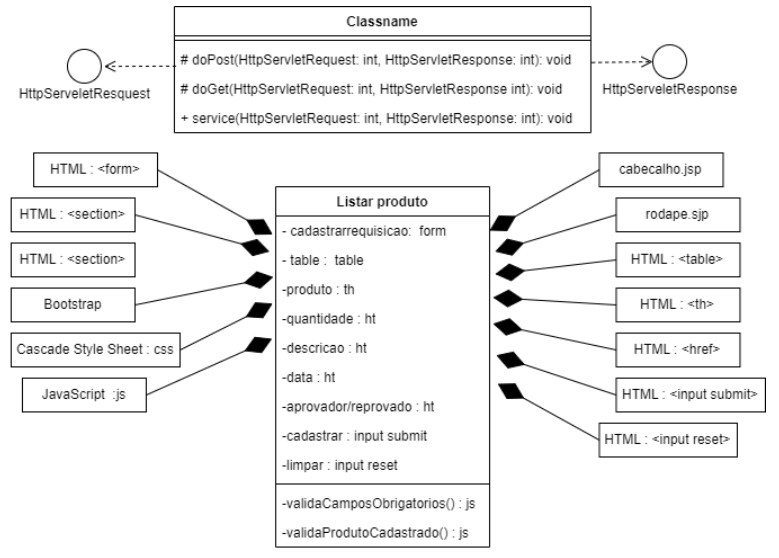 Classname
# doPost(HttpServletRequest: int, HttpServletResponse: int): void
# doGet(HttpServletRequest: int, HttpServletResponse int): void
+ service(HttpServletRequest: int, HttpServletResponse: int): void
HttpServeletResquest
HttpServeletResponse
HTML : <form>
HTML : <section>
HTML : <section>
Bootstrap
Cascade Style Sheet : css
JavaScript :js
Listar produto
- cadastrarrequisicao: form
- table : table
-produto : th
-quantidade : ht
-descricao : ht
-data : ht
-aprovador/reprovado : ht
-cadastrar : input submit
-limpar : input reset
-validaCamposObrigatorios() : js
-validaProdutoCadastrado() : js
cabecalho.jsp
rodape.sjp
HTML : <table>
HTML : <th>
HTML : <href>
HTML : <input submit>
HTML : <input reset>